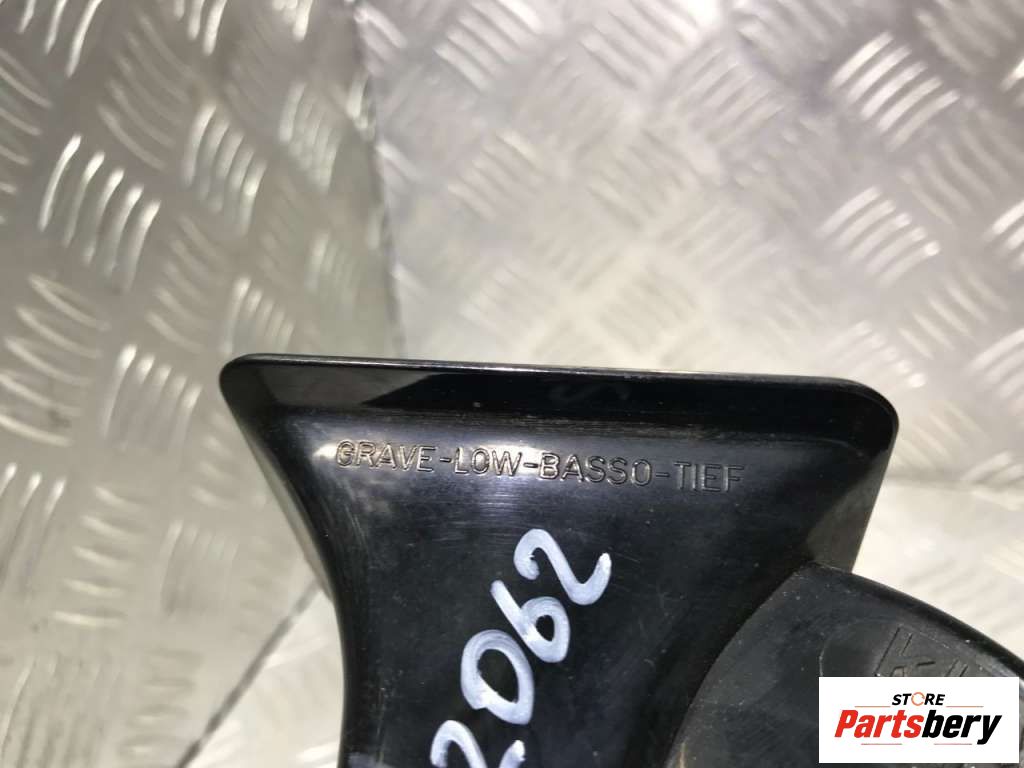 GRAVE-LOW-BASSO-TIEF
2062
STORE
Partsbery